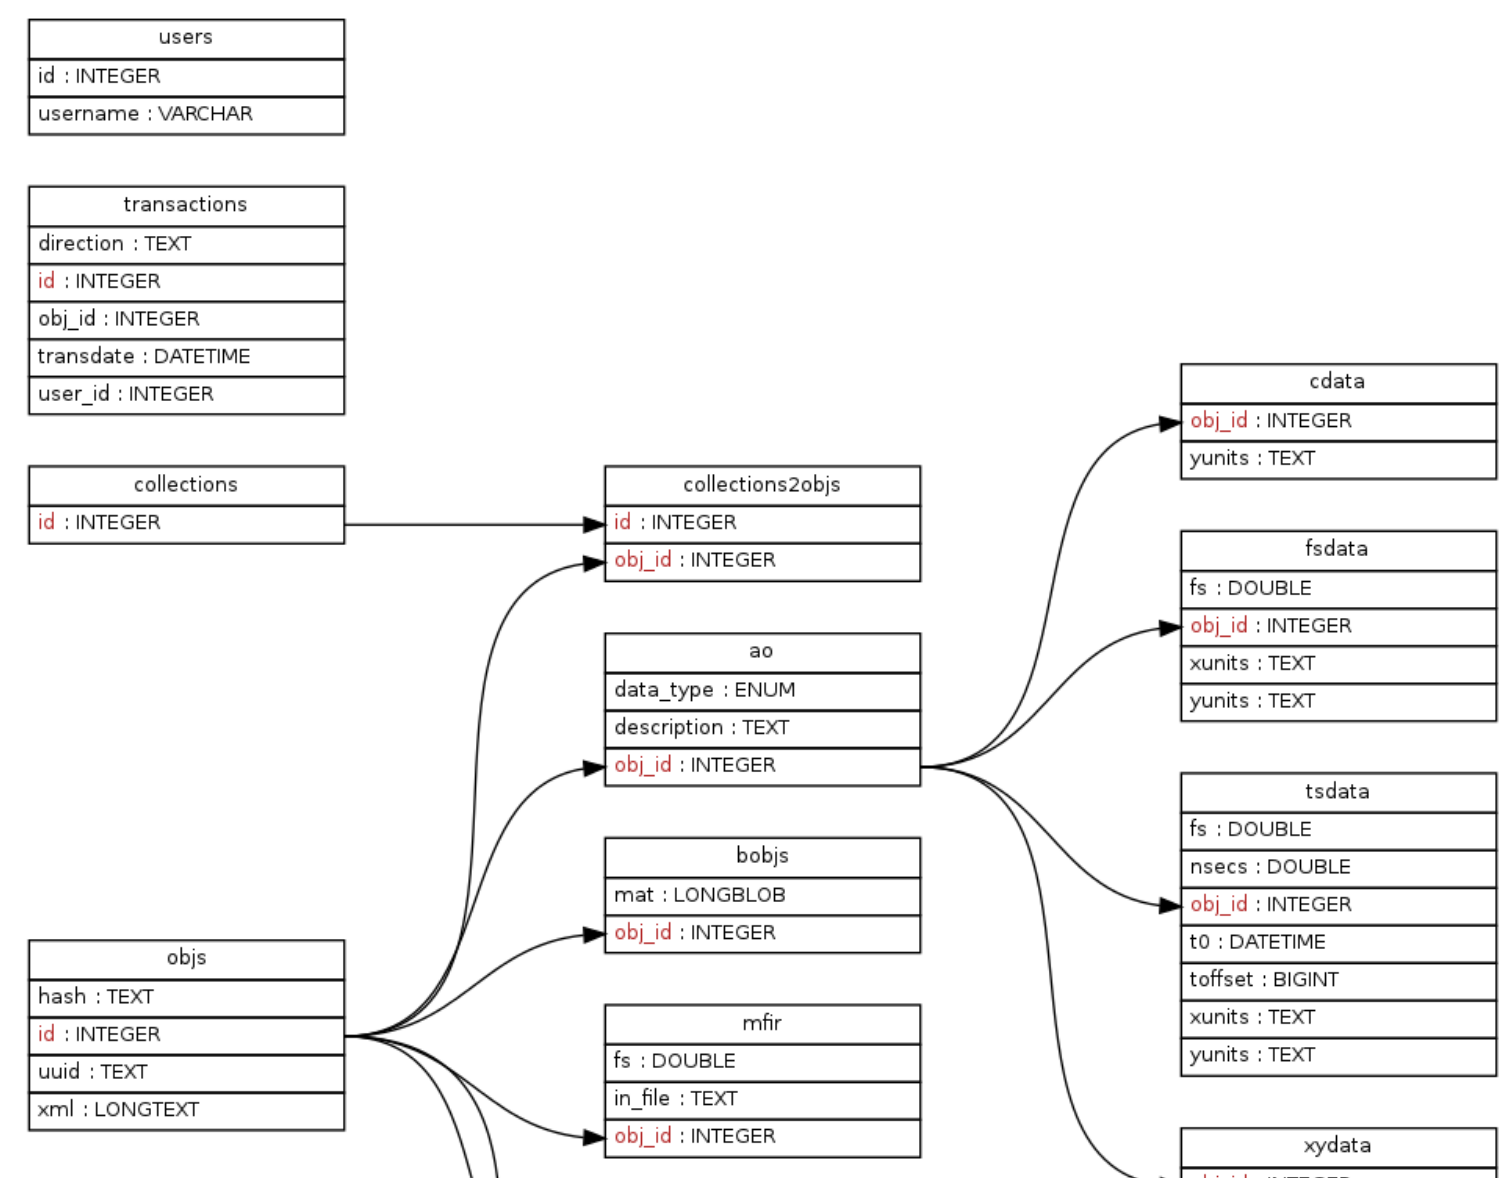 users
id : INTEGER
username : VARCHAR
transactions
direction : TEXT
id : INTEGER
obj_id : INTEGER
transdate : DATETIME
user_id : INTEGER
collections
id : INTEGER
objs
hash : TEXT
id : INTEGER
uuid : TEXT
xml : LONGTEXT
collections2objs
id : INTEGER
obj_id : INTEGER
ao
data_type : ENUM
description : TEXT
obj_id : INTEGER
bobjs
mat : LONGBLOB
obj_id : INTEGER
mfir
fs : DOUBLE
in_file : TEXT
obj_id : INTEGER
cdata
obj_id : INTEGER
yunits : TEXT
fsdata
fs : DOUBLE
obj_id : INTEGER
xunits : TEXT
yunits : TEXT
tsdata
fs : DOUBLE
nsecs : DOUBLE
obj_id : INTEGER
t0 : DATETIME
toffset : BIGINT
xunits : TEXT
yunits : TEXT
xydata